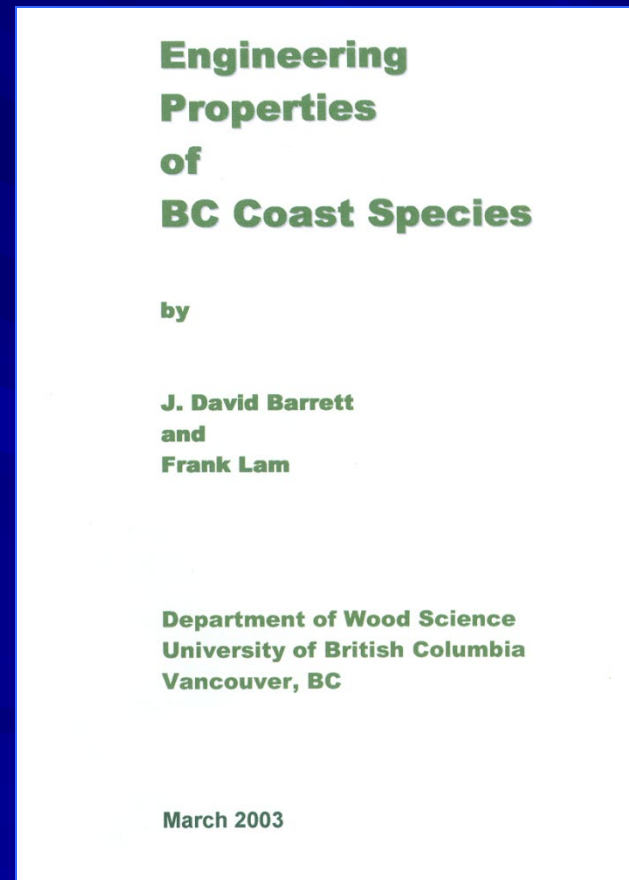 Engineering
Properties
of
BC Coast Species
by
J. David Barrett
and
Frank Lam
Department of Wood Science
University of British Columbia
Vancouver, BC
March 2003